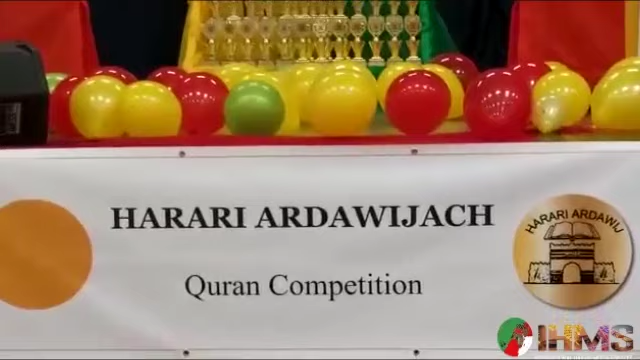 HARARI ARDAWIJACH
Quran Competition
HARARI ARDAWIJ
IHMS